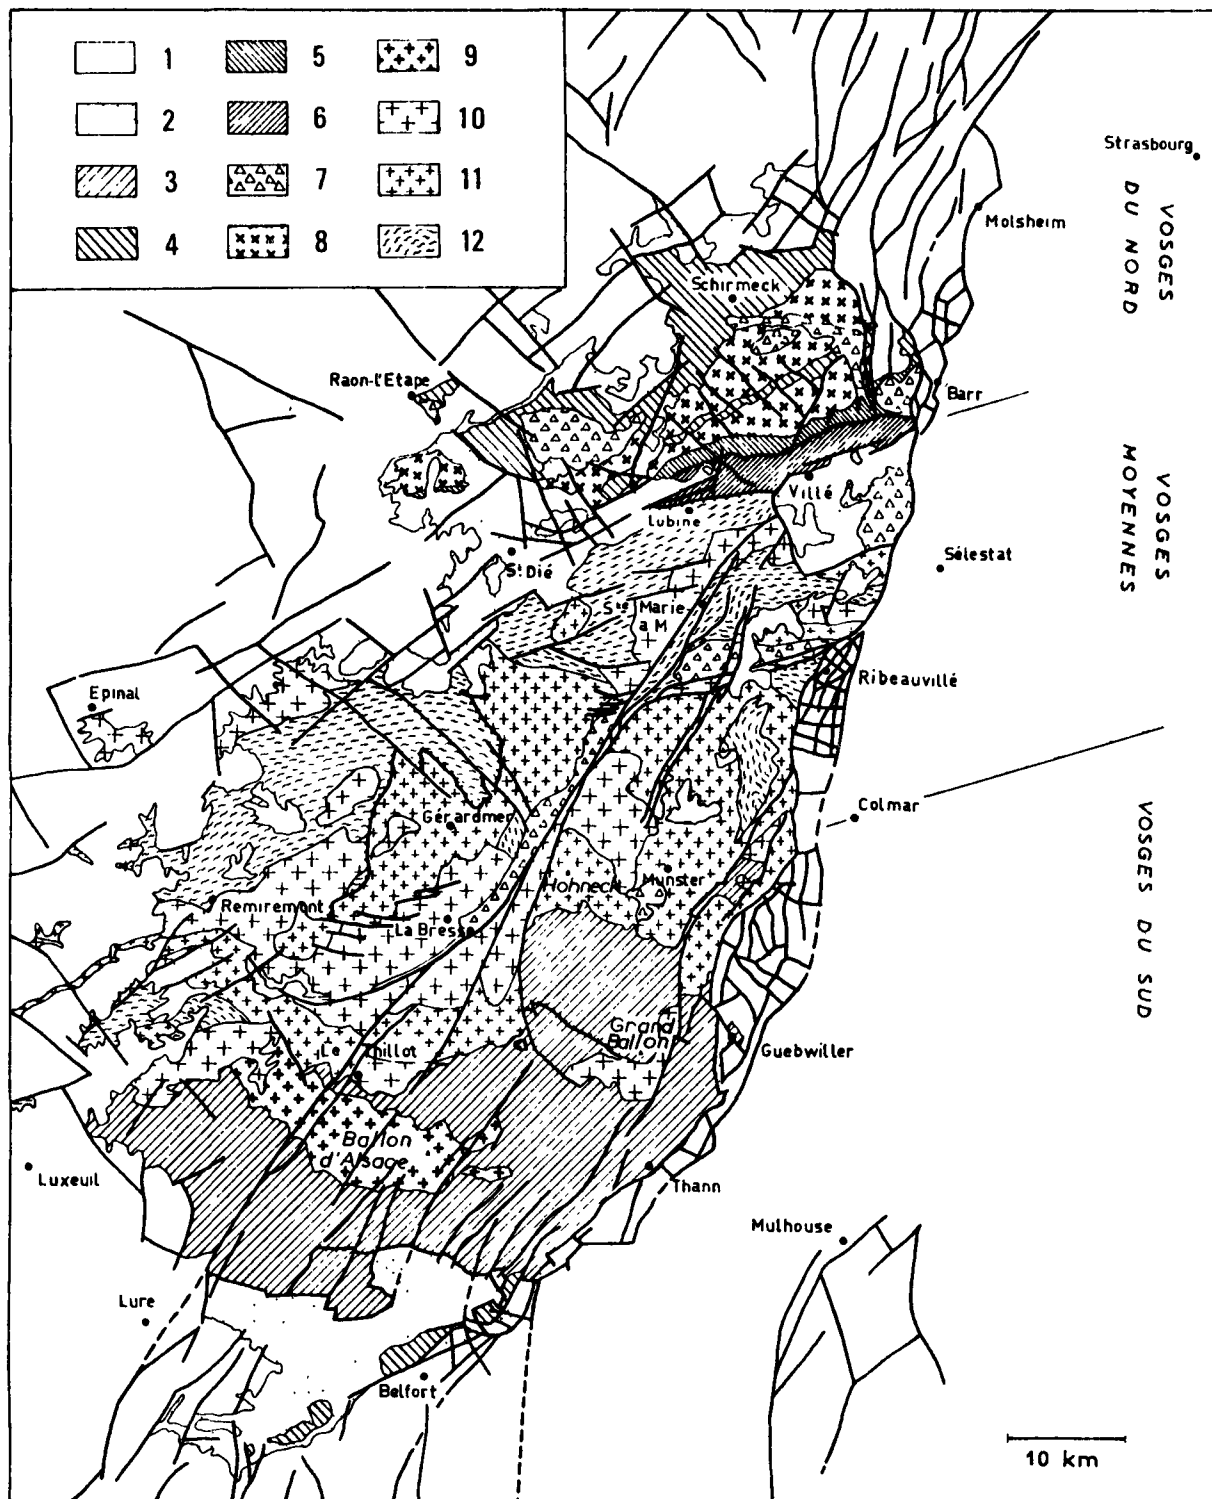 1 5 9
2 6 10
3 7 11
4 8 12
Strasbourg
VOSGES
DU NORD
Molsheim
Schirmeck
Raon-l'Etape
Barr
VOSGES
MOYENNES
Villé
Lubine
St Dié
Sélestat
Ste Marie-
a M
Ribeauvillé
Epinal
Colmar
Gérardmer
VOSGES DU SUD
Hohneck
Munster
Remiremont
La Bresse
Grand
Ballon
Guebwiller
Le Thillot
Ballon
d'Alsace
Luxeuil
Thann
Mulhouse
Lure
Belfort
10 km